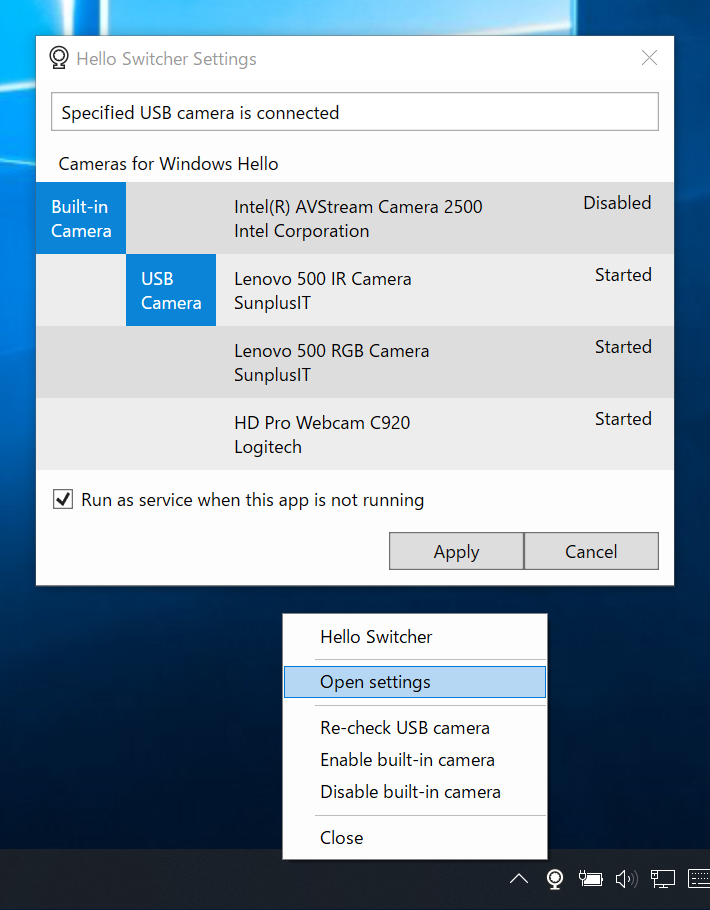 Hello Switcher Settings
Specified USB camera is connected
Cameras for Windows Hello
Built-in
Camera
Intel(R) AVStream Camera 2500
Intel Corporation
Disabled
USB
Camera
Lenovo 500 IR Camera
SunplusIT
Started
Lenovo 500 RGB Camera
SunplusIT
Started
HD Pro Webcam C920
Logitech
Started
Run as service when this app is not running
Apply
Cancel
Hello Switcher
Open settings
Re-check USB camera
Enable built-in camera
Disable built-in camera
Close